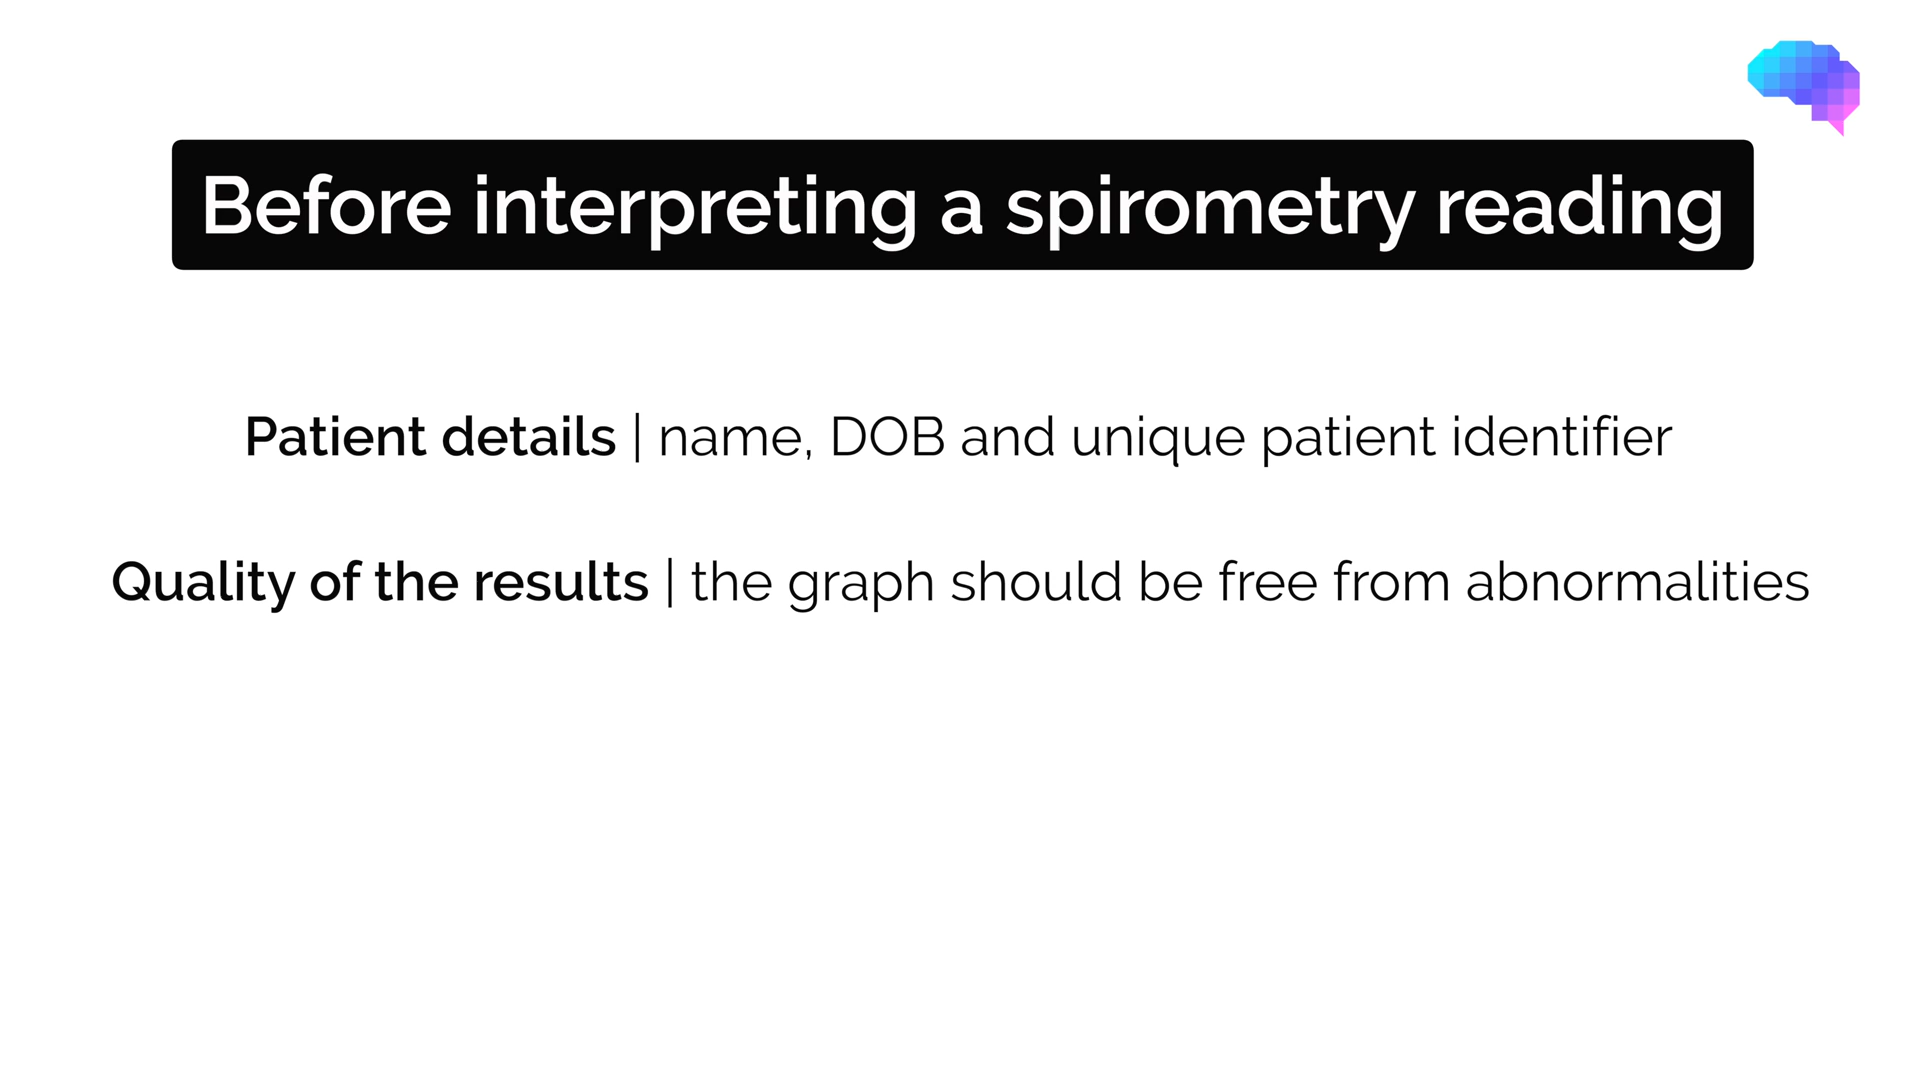 Before interpreting a spirometry reading
Patient details | name, DOB and unique patient identifier
Quality of the results | the graph should be free from abnormalities